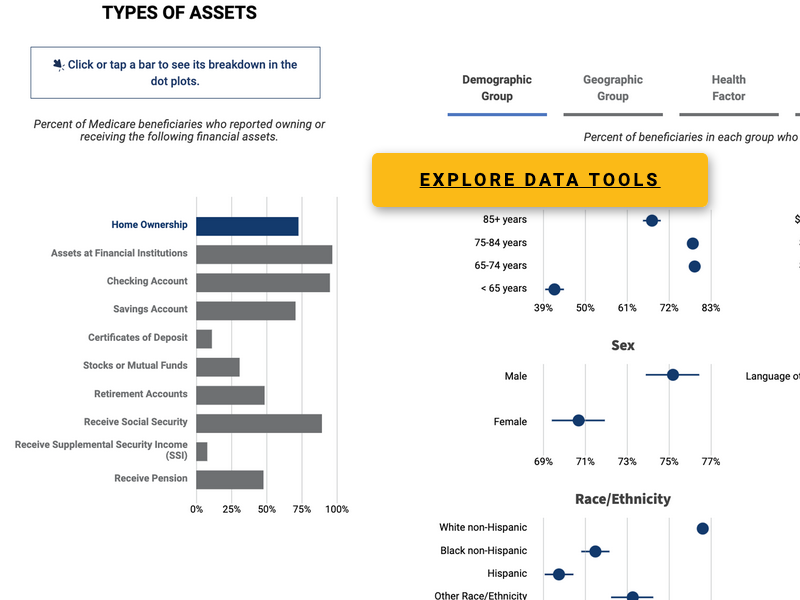 TYPES OF ASSETS
Click or tap a bar to see its breakdown in the
dot plots.
Percent of Medicare beneficiaries who reported owning or
receiving the following financial assets.
Home Ownership
Assets at Financial Institutions
Checking Account
Savings Account
Certificates of Deposit
Stocks or Mutual Funds
Retirement Accounts
Receive Social Security
Receive Supplemental Security Income
(SSI)
Receive Pension
0% 25% 50% 75% 100%
Demographic
Group
Geographic
Group
Health
Factor
Percent of beneficiaries in each group who
EXPLORE DATA TOOLS
85+ years
75-84 years
65-74 years
< 65 years
39% 50% 61% 72% 83%
$
Sex
Male
Female
69% 71% 73% 75% 77%
Language
Race/Ethnicity
White non-Hispanic
Black non-Hispanic
Hispanic
Other Race/Ethnicity